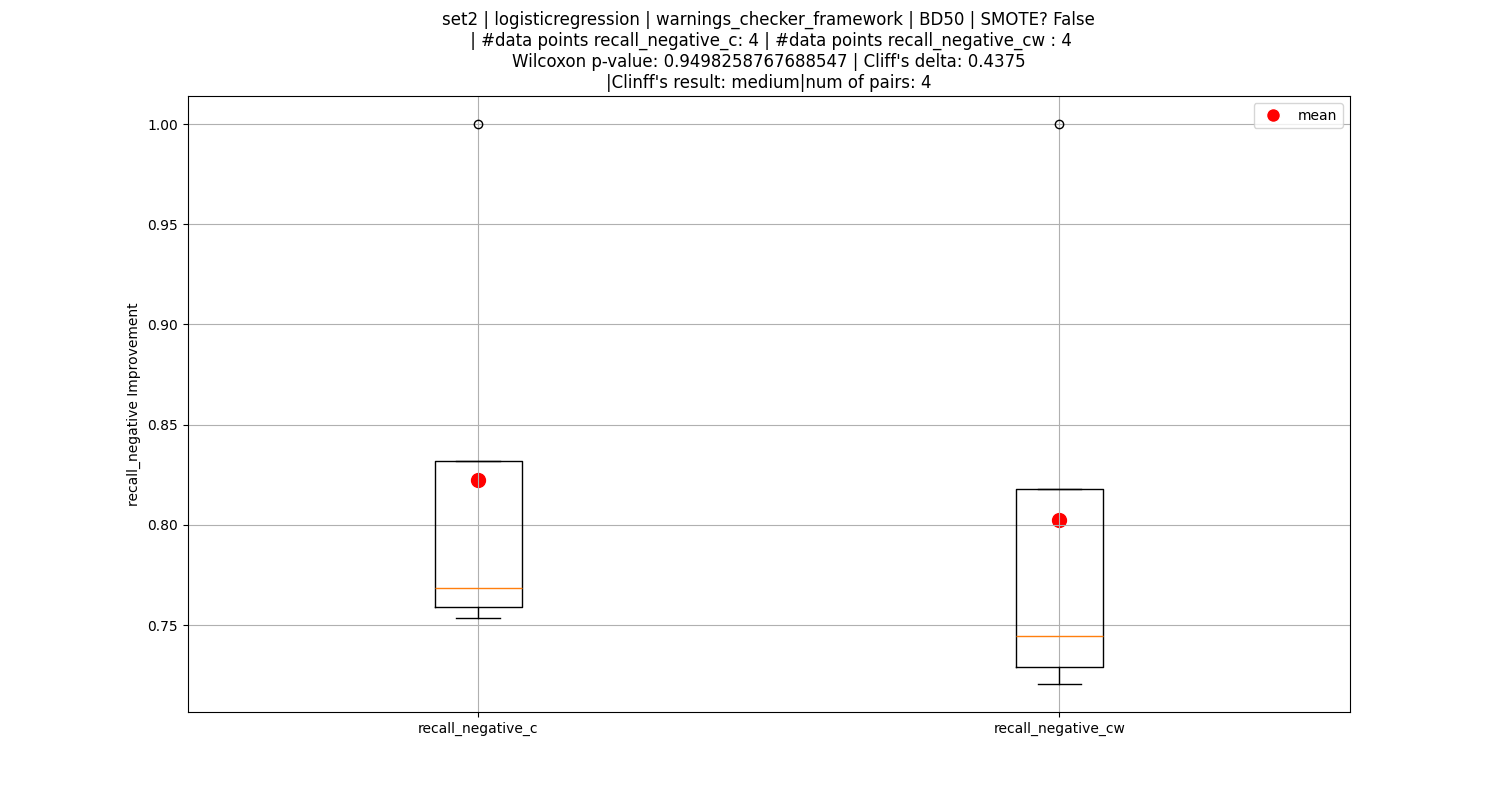 set2 | logisticregression | warnings_checker_framework | BD50 | SMOTE? False
| #data points recall_negative_c: 4 | #data points recall_negative_cw : 4
Wilcoxon p-value: 0.9498258767688547 | Cliff's delta: 0.4375
|Clinff's result: medium|num of pairs: 4
mean
1.00
0.95
0.90
0.85
0.80
0.75
recall_negative Improvement
recall_negative_c
recall_negative_cw